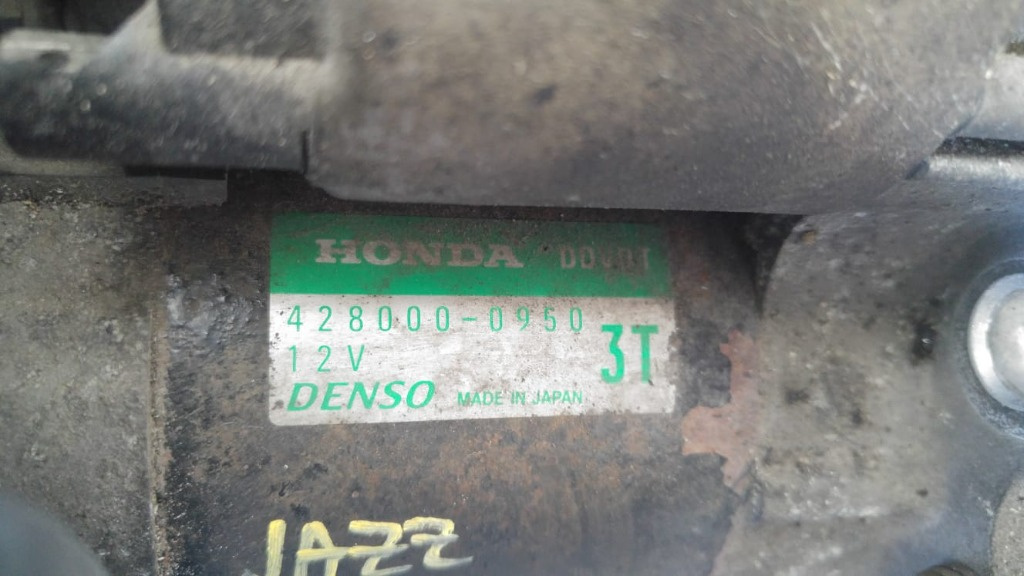 HONDA
428000-0950
12V
3T
DENSO MADE IN JAPAN
JAZZ